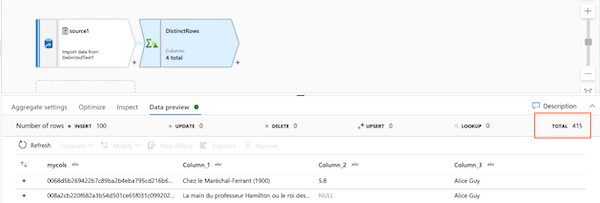 source1
Import data from
DelimitedText1
+
DistinctRows
Columns:
4 total
+
Aggregate settings Optimize Inspect Data preview Description
Number of rows INSERT 100 UPDATE 0 DELETE 0 UPSERT 0 LOOKUP 0 TOTAL 415
Refresh Typecast Modify Map drifted Statistics Remove
mycols abc Column_1 abc Column_2 abc Column_3 abc
0068d5b269422b7c89ba2b4eba795cd216b6... Chez le Maréchal-Ferrant (1900) 5.8 Alice Guy
008a2cb220f682a3b54d501ce65f031c099202... La main du professeur Hamilton ou le roi des... NULL Alice Guy